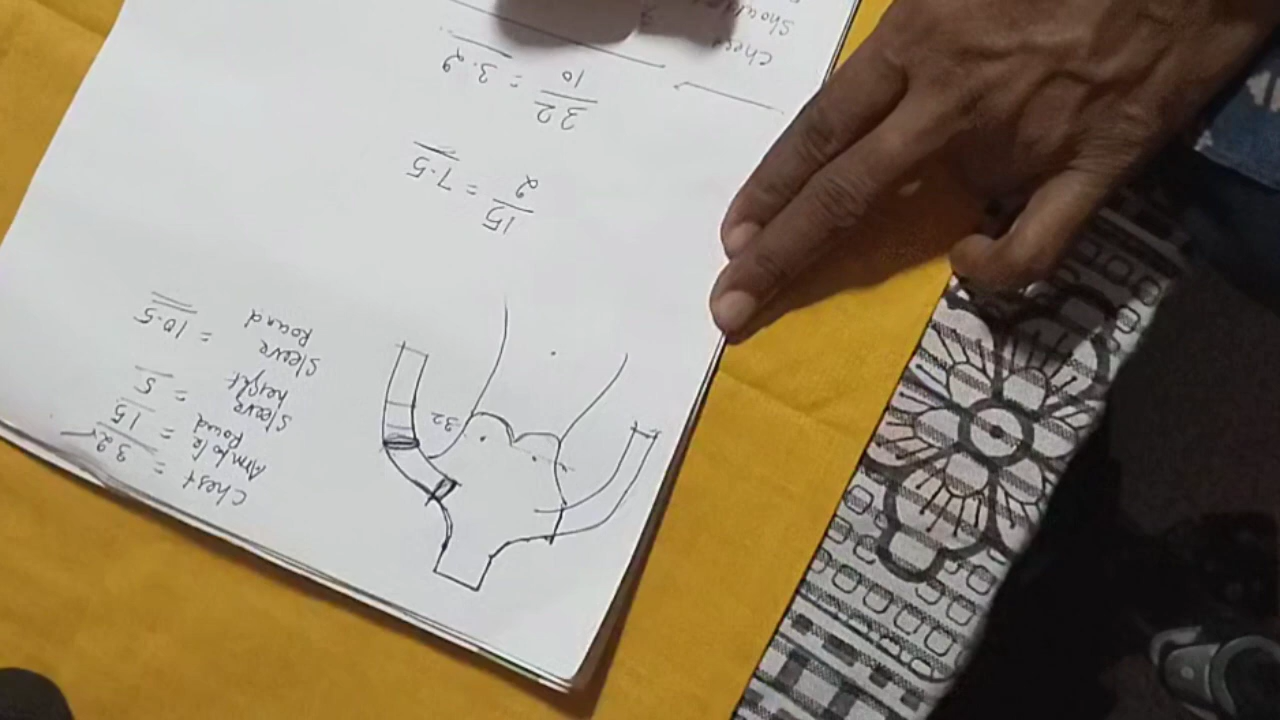 Chest = 32
Armhole
Round = 15
Sleeve
height = 5
Sleeve
Round = 10.5
32
15
2
= 7.5
32
10
= 3.2
Chest